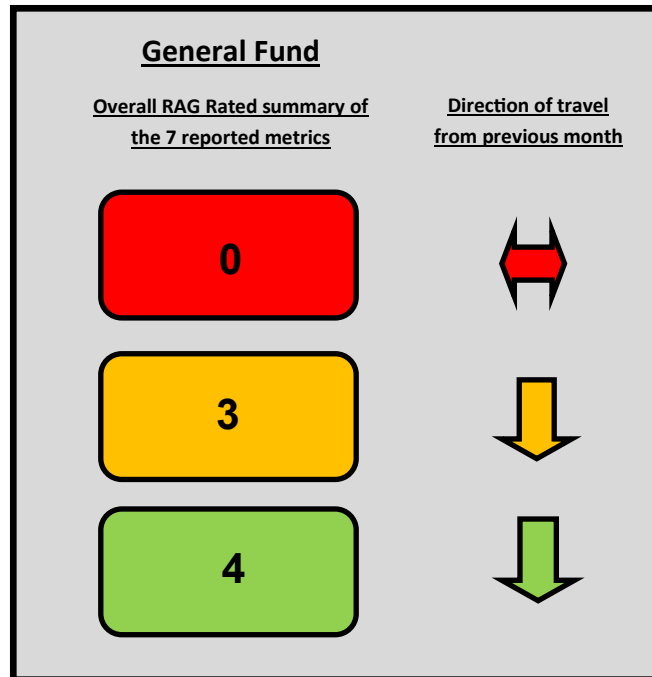 General Fund
Overall RAG Rated summary of
the 7 reported metrics
Direction of travel
from previous month
0
3
4